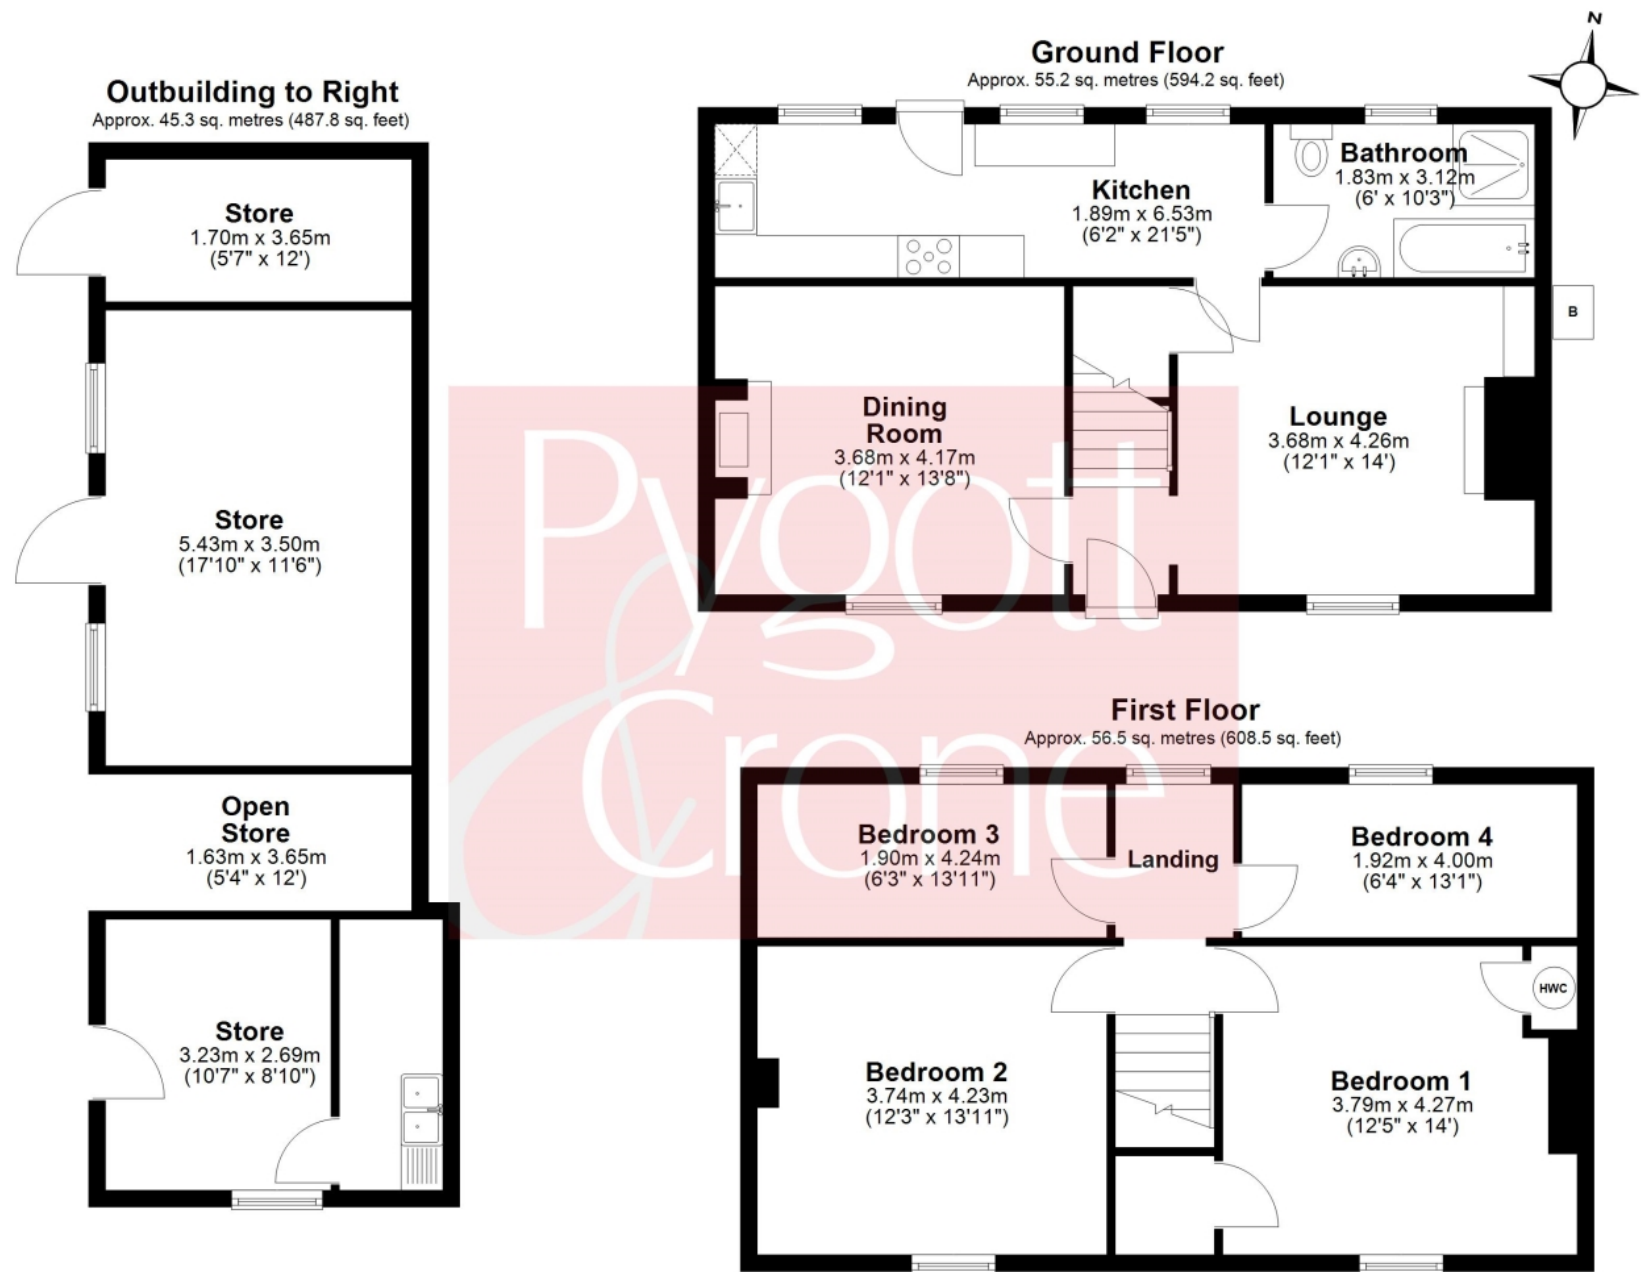 N
Ground Floor
Approx. 55.2 sq. metres (594.2 sq. feet)
Outbuilding to Right
Approx. 45.3 sq. metres (487.8 sq. feet)
Store
1.70m x 3.65m
(5'7" x 12')
Store
5.43m x 3.50m
(17'10" x 11'6")
Open
Store
1.63m x 3.65m
(5'4" x 12')
Store
3.23m x 2.69m
(10'7" x 8'10")
Kitchen
1.89m x 6.53m
(6'2" x 21'5")
Bathroom
1.83m x 3.12m
(6' x 10'3")
B
Dining
Room
3.68m x 4.17m
(12'1" x 13'8")
Lounge
3.68m x 4.26m
(12'1" x 14')
Pygott
&
Crone
First Floor
Approx. 56.5 sq. metres (608.5 sq. feet)
Bedroom 3
1.90m x 4.24m
(6'3" x 13'11")
Landing
Bedroom 4
1.92m x 4.00m
(6'4" x 13'1")
HWC
Bedroom 2
3.74m x 4.23m
(12'3" x 13'11")
Bedroom 1
3.79m x 4.27m
(12'5" x 14')